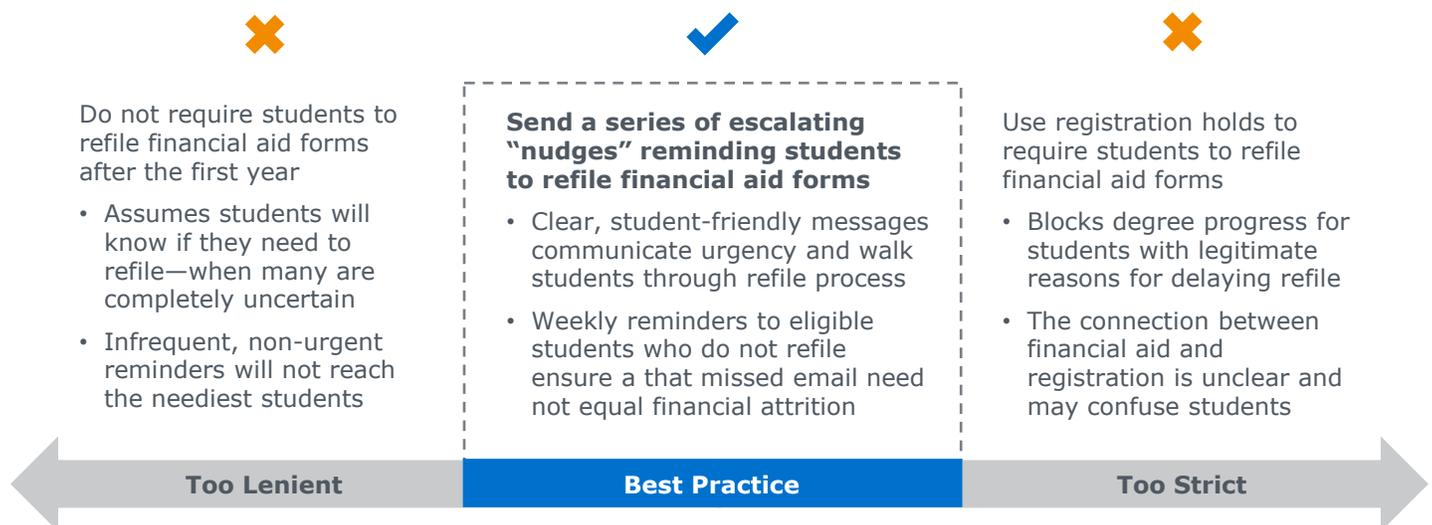 Do not require students to
refile financial aid forms
after the first year
• Assumes students will
know if they need to
refile—when many are
completely uncertain
• Infrequent, non-urgent
reminders will not reach
the neediest students
Send a series of escalating
“nudges” reminding students
to refile financial aid forms
• Clear, student-friendly messages
communicate urgency and walk
students through refile process
• Weekly reminders to eligible
students who do not refile
ensure a that missed email need
not equal financial attrition
Use registration holds to
require students to refile
financial aid forms
• Blocks degree progress for
students with legitimate
reasons for delaying refile
• The connection between
financial aid and
registration is unclear and
may confuse students
Too Lenient
Best Practice
Too Strict